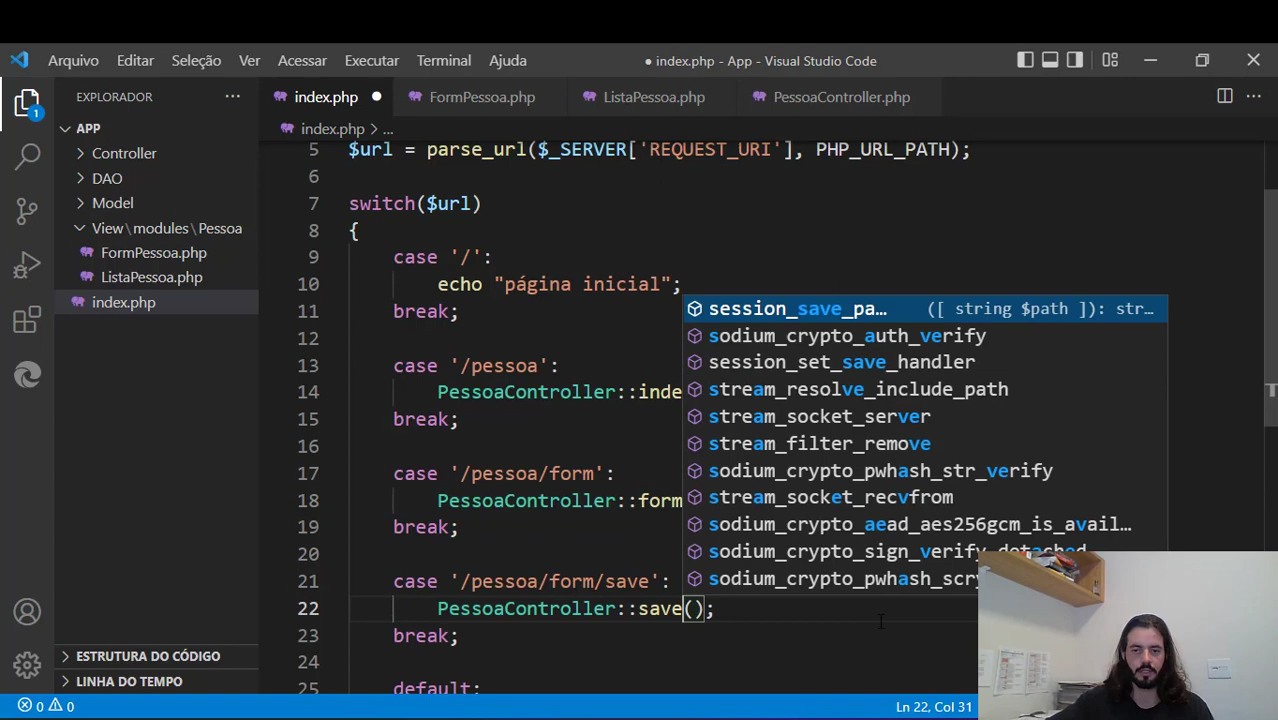 Arquivo Editar Seleção Ver Acessar Executar Terminal Ajuda ● index.php - App - Visual Studio Code
EXPLORADOR ···
index.php ● FormPessoa.php ListaPessoa.php PessoaController.php ···
1
APP
Controller
DAO
Model
View\modules\Pessoa
FormPessoa.php
ListaPessoa.php
index.php
index.php > ...
5 $url = parse_url($_SERVER['REQUEST_URI'], PHP_URL_PATH);
6
7 switch($url)
8 {
9 case '/':
10 echo "página inicial";
11 break;
12
13 case '/pessoa':
14 PessoaController::inde
15 break;
16
17 case '/pessoa/form':
18 PessoaController::form
19 break;
20
21 case '/pessoa/form/save':
22 PessoaController::save();
23 break;
24
25 default:
session_save_pa... ([ string $path ]): str...
sodium_crypto_auth_verify
session_set_save_handler
stream_resolve_include_path
stream_socket_server
stream_filter_remove
sodium_crypto_pwhash_str_verify
stream_socket_recvfrom
sodium_crypto_aead_aes256gcm_is_avail...
sodium_crypto_sign_verify_detached
sodium_crypto_pwhash_scry
ESTRUTURA DO CÓDIGO
LINHA DO TEMPO
0 0 Ln 22, Col 31